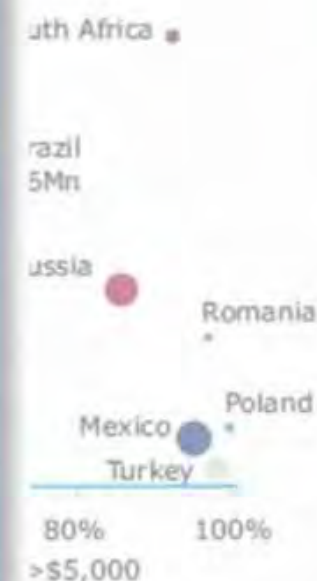 uth Africa
razil
5Mn
ussia
Romania
Poland
Mexico
Turkey
80% 100%
>$5,000